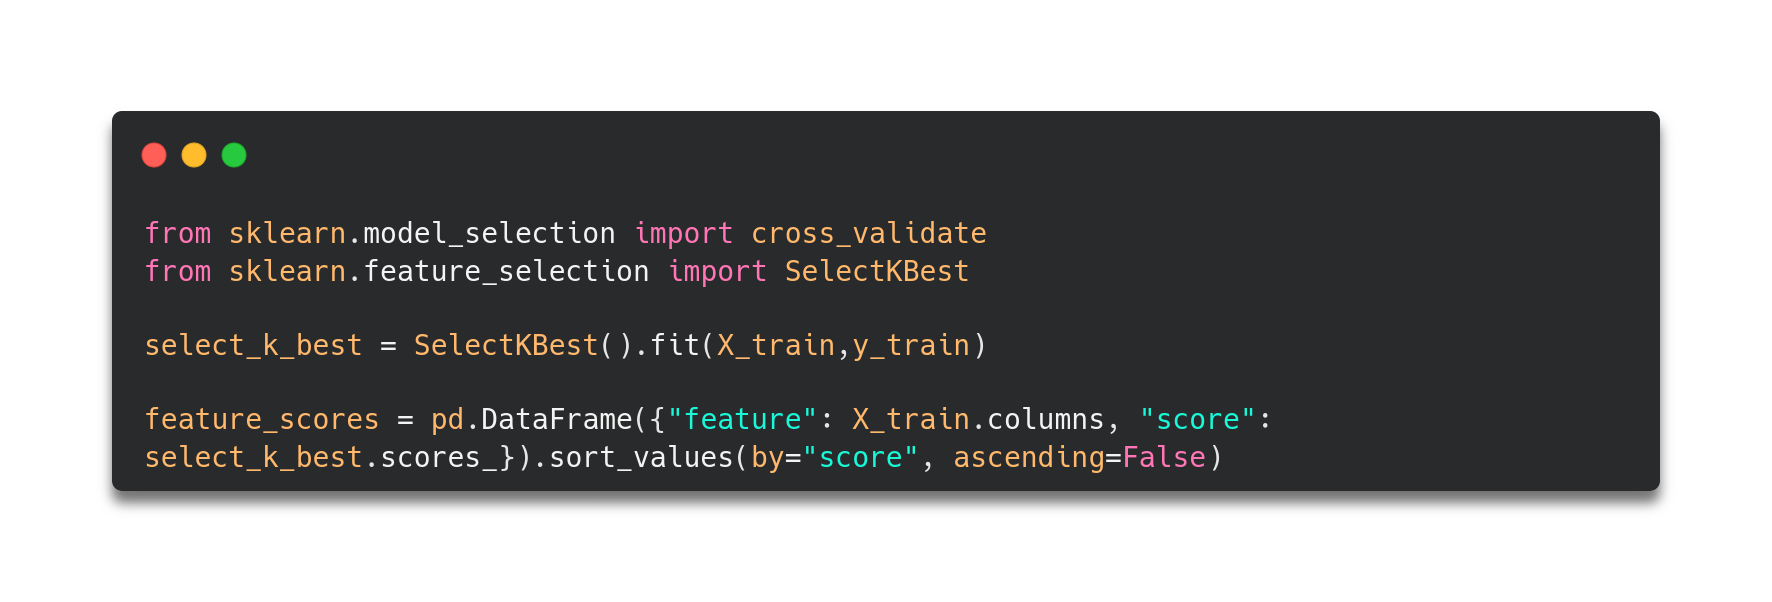 from sklearn.model_selection import cross_validate
from sklearn.feature_selection import SelectKBest
select_k_best = SelectKBest().fit(X_train,y_train)
feature_scores = pd.DataFrame({"feature": X_train.columns, "score":
select_k_best.scores_}).sort_values(by="score", ascending=False)